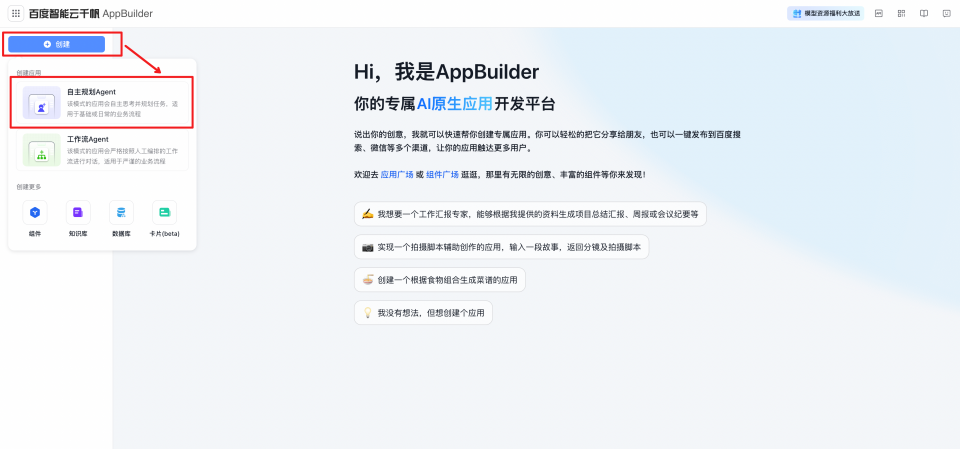 百度智能云千帆 AppBuilder
模型资源福利大放送
创建
创建应用
自主规划Agent
该模式的应用会自主思考并规划任务，适
用于基础或日常的业务流程
工作流Agent
该模式的应用会严格按照人工编排的工作
流进行对话，适用于严谨的业务流程
创建更多
组件
知识库
数据库
卡片(beta)
Hi，我是AppBuilder
你的专属AI原生应用开发平台
说出你的创意，我就可以快速帮你创建专属应用。你可以轻松的把它分享给朋友，也可以一键发布到百度搜
索、微信等多个渠道，让你的应用触达更多用户。
欢迎去 应用广场 或 组件广场 逛逛，那里有无限的创意、丰富的组件等你来发现！
我想要一个工作汇报专家，能够根据我提供的资料生成项目总结汇报、周报或会议纪要等
实现一个拍摄脚本辅助创作的应用，输入一段故事，返回分镜及拍摄脚本
创建一个根据食物组合生成菜谱的应用
我没有想法，但想创建个应用